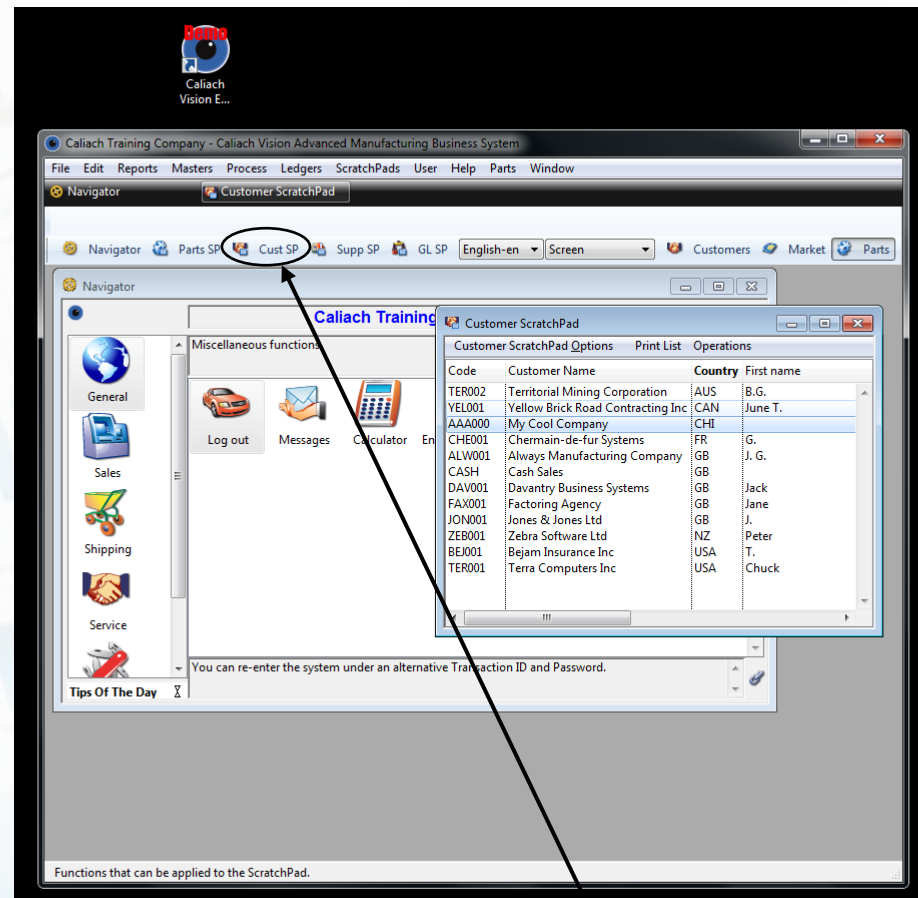 Demo
Caliach
Vision E...
Caliach Training Company - Caliach Vision Advanced Manufacturing Business System
File Edit Reports Masters Process Ledgers ScratchPads User Help Parts Window
Navigator Customer ScratchPad
Navigator Parts SP Cust SP Supp SP GL SP English-en Screen Customers Market Parts
Navigator
Caliach Training
Miscellaneous functions
General
Sales
Shipping
Service
Log out Messages Calculator En
You can re-enter the system under an alternative Transaction ID and Password.
Tips Of The Day
Customer ScratchPad
Customer ScratchPad Options Print List Operations
Code Customer Name Country First name
TER002 Territorial Mining Corporation AUS B.G.
YEL001 Yellow Brick Road Contracting Inc CAN June T.
AAA000 My Cool Company CHI
CHE001 Chermain-de-fur Systems FR G.
ALW001 Always Manufacturing Company GB J. G.
CASH Cash Sales GB
DAV001 Davantry Business Systems GB Jack
FAX001 Factoring Agency GB Jane
JON001 Jones & Jones Ltd GB J.
ZEB001 Zebra Software Ltd NZ Peter
BEJ001 Bejam Insurance Inc USA T.
TER001 Terra Computers Inc USA Chuck
Functions that can be applied to the ScratchPad.